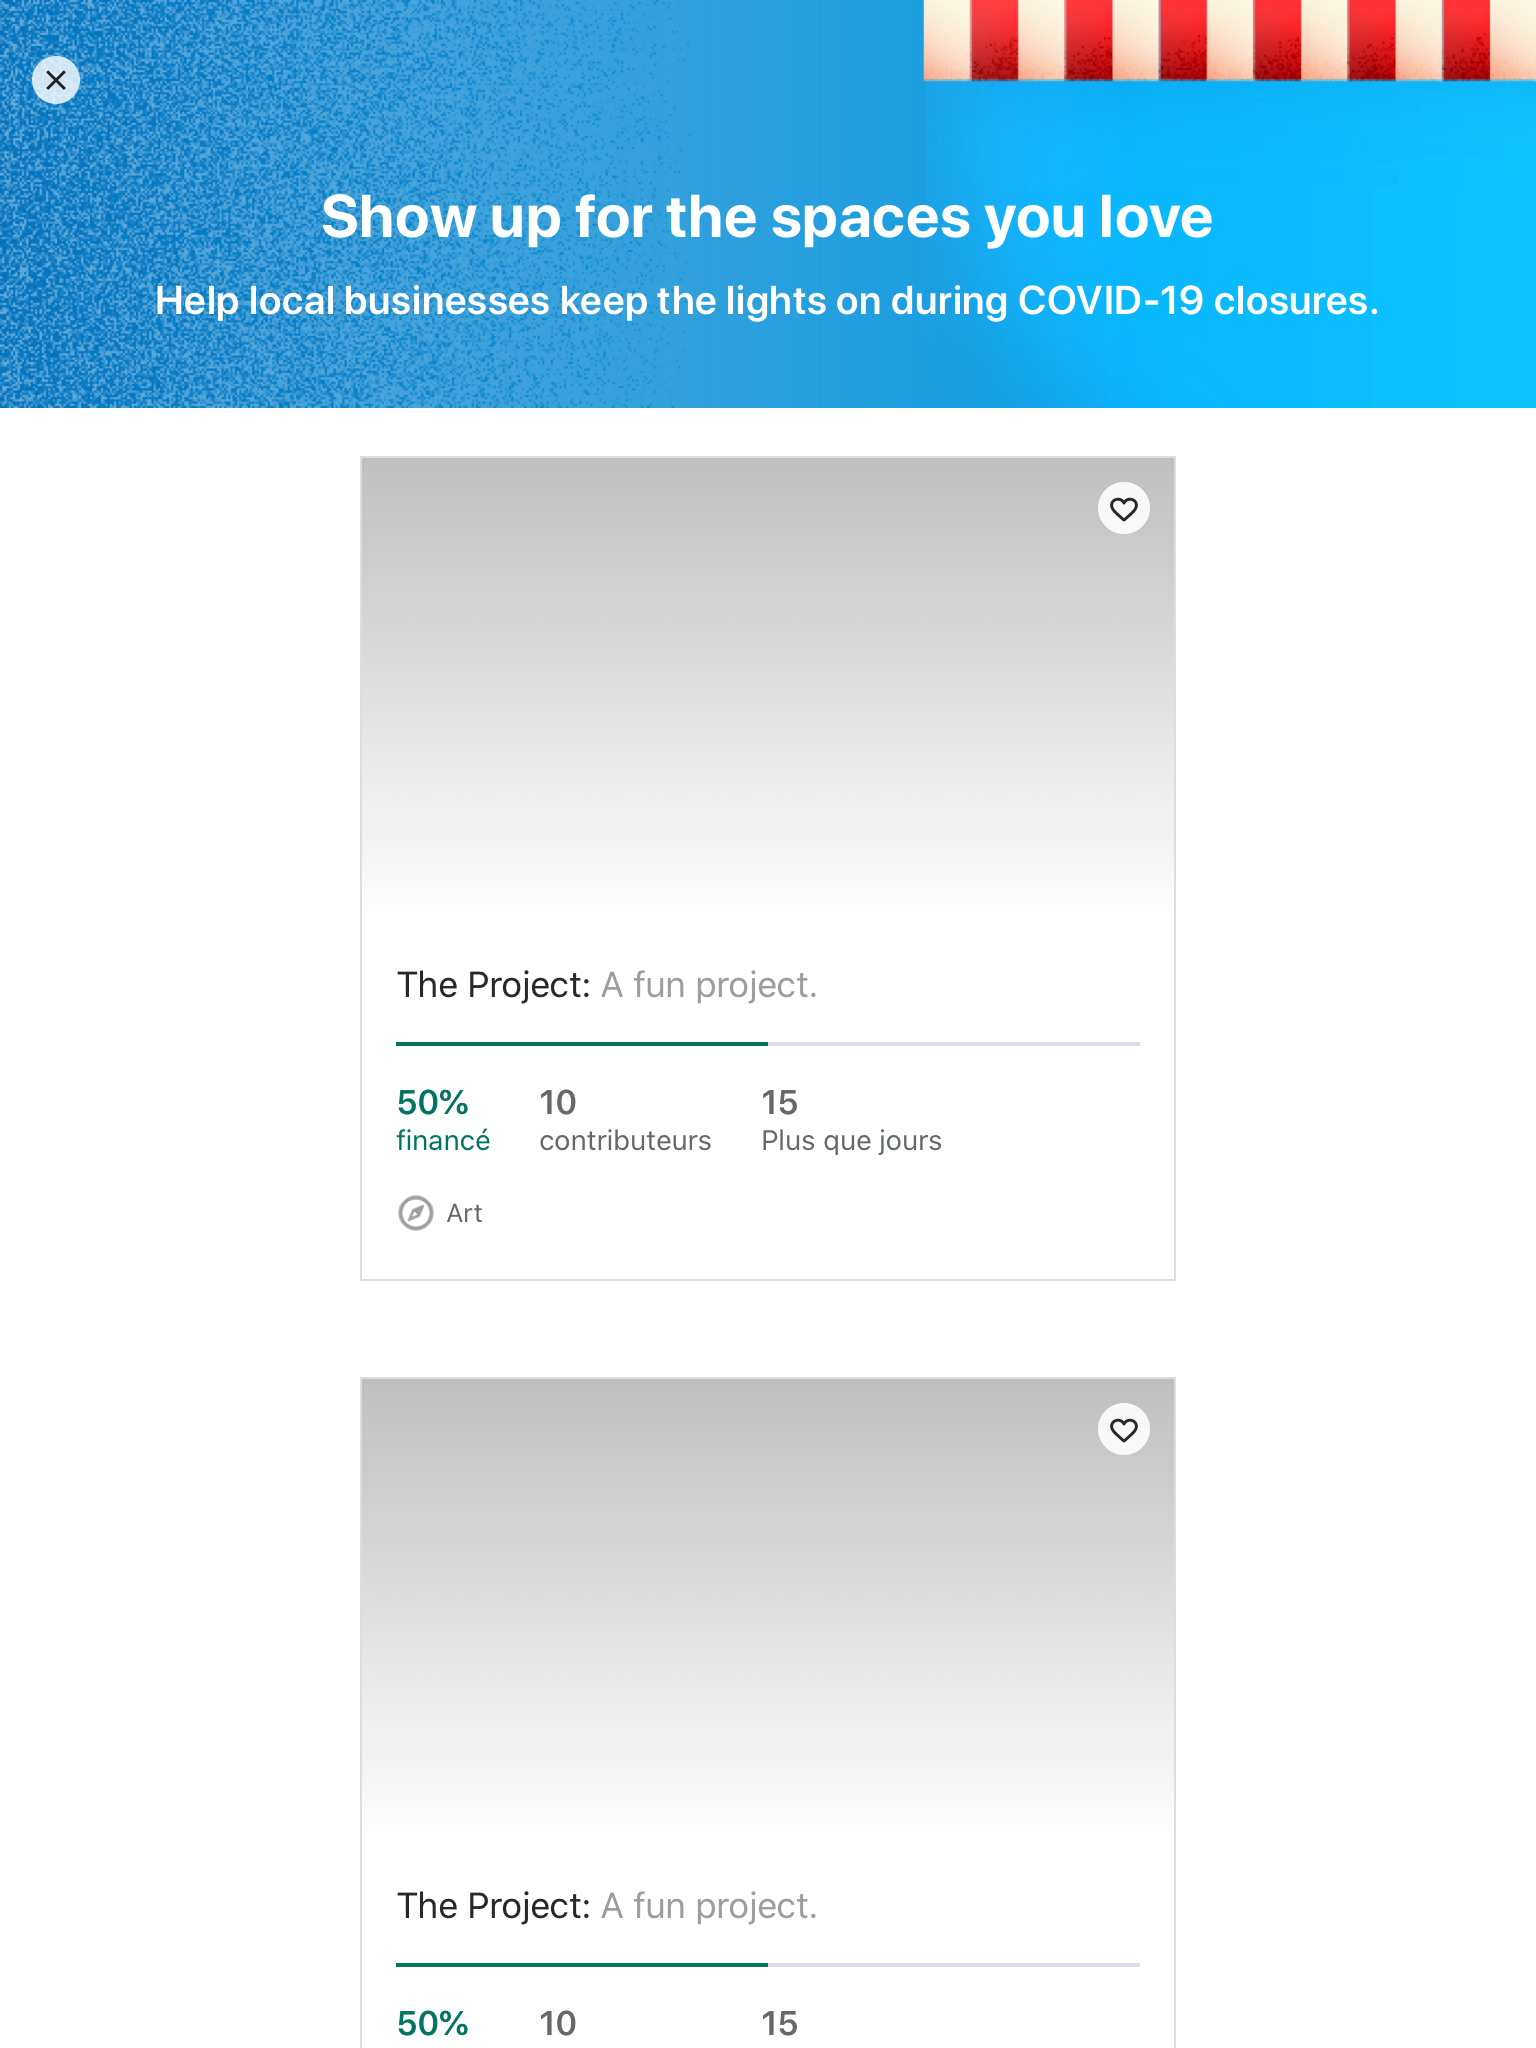 Show up for the spaces you love
Help local businesses keep the lights on during COVID-19 closures.
The Project: A fun project.
50% 10 15
financé contributeurs Plus que jours
Art
The Project: A fun project.
50% 10 15